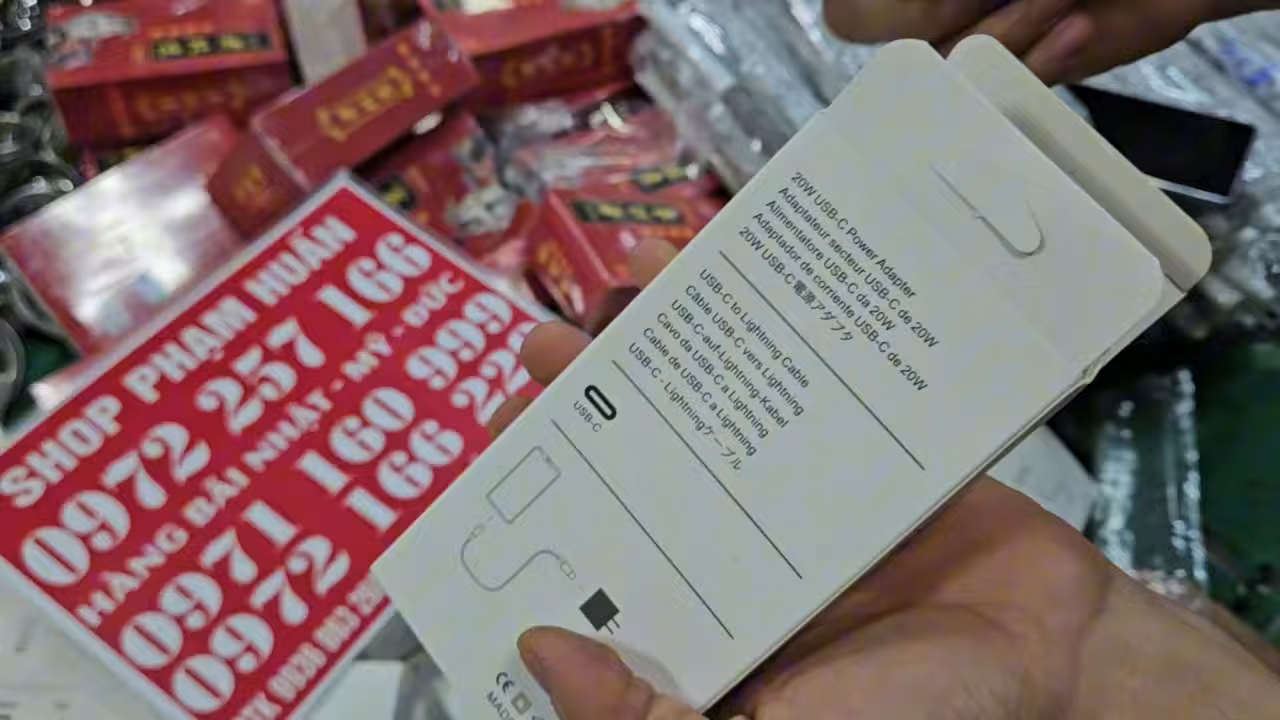 SHOP PHẠM HUẤN
0972 257 166
HÀNG BÃI NHẬT - MỸ - ĐỨC
0971 160 999
0972 166
20W USB-C Power Adapter
Adaptateur secteur USB-C de 20W
Alimentatore USB-C de 20W
Adaptador de corriente USB-C de 20W
20W USB-C電源アダプタ
USB-C to Lightning Cable
Câble USB-C vers Lightning
USB-C-auf-Lightning-Kabel
Cavo da USB-C a Lightning
Cable de USB-C a Lightning
USB-C - Lightningケーブル
USB-C
CE